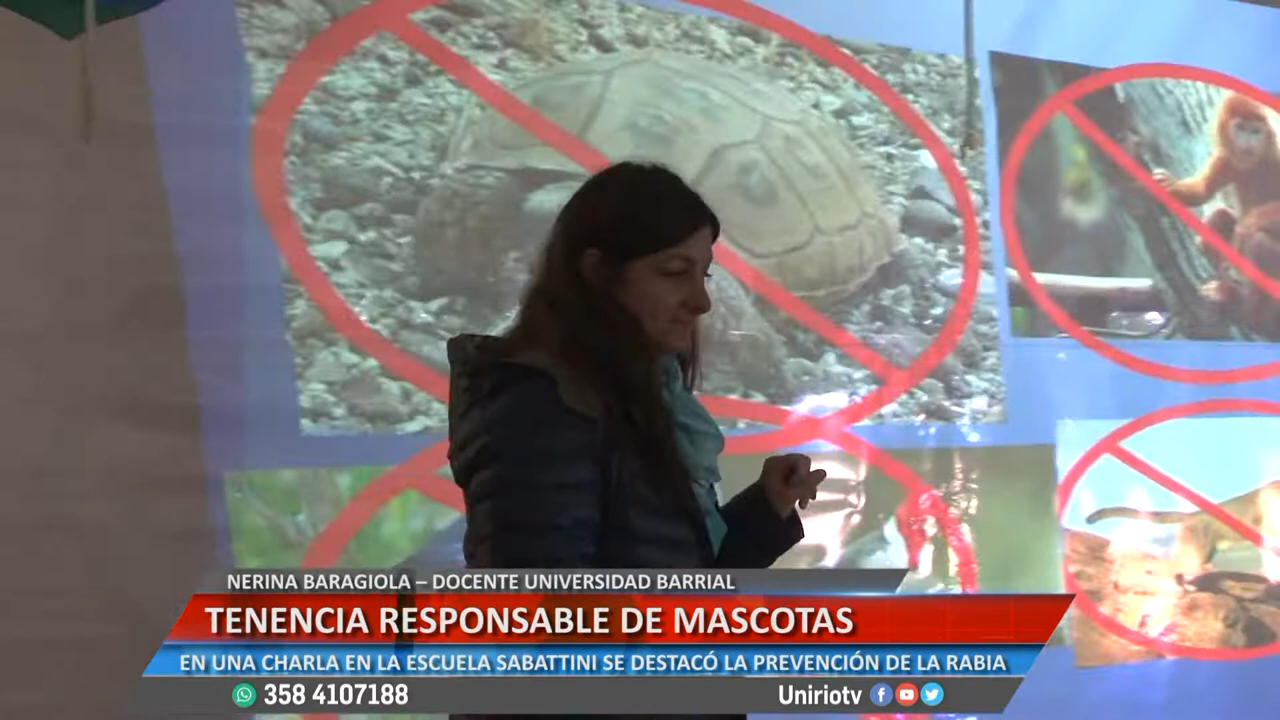 NERINA BARAGIOLA – DOCENTE UNIVERSIDAD BARRIAL
TENENCIA RESPONSABLE DE MASCOTAS
EN UNA CHARLA EN LA ESCUELA SABATTINI SE DESTACÓ LA PREVENCIÓN DE LA RABIA
358 4107188 Uniriotv